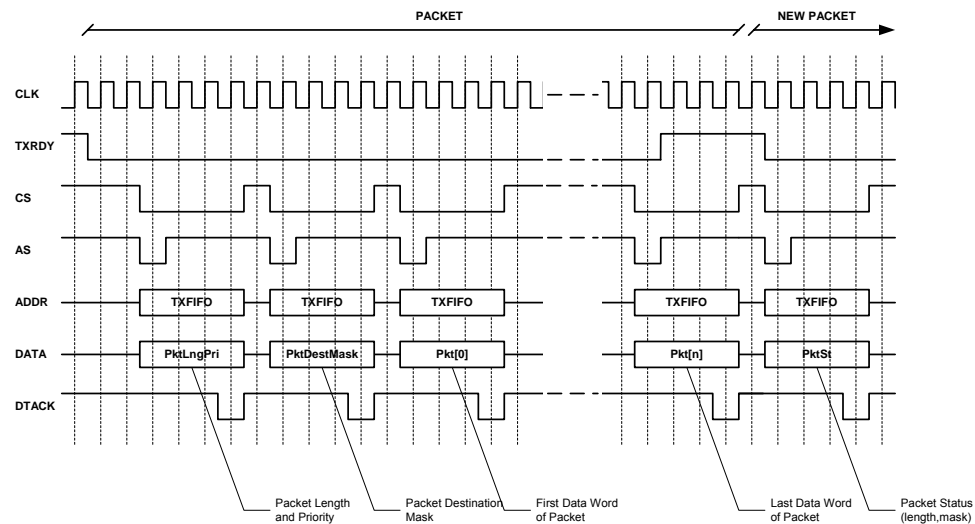 PACKET
NEW PACKET
CLK
TXRDY
CS
AS
ADDR
TXFIFO
TXFIFO
TXFIFO
TXFIFO
TXFIFO
DATA
PktLngPri
PktDestMask
Pkt[0]
Pkt[n]
PktSt
DTACK
Packet Length
and Priority
Packet Destination
Mask
First Data Word
of Packet
Last Data Word
of Packet
Packet Status
(length,mask)